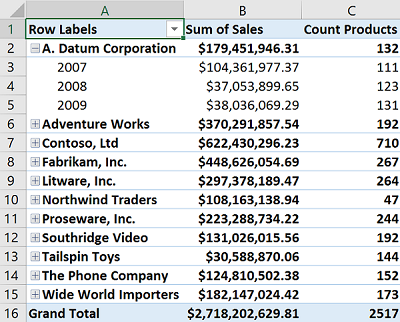 A B C
1 Row Labels Sum of Sales Count Products
2 A. Datum Corporation $179,451,946.31 132
3 2007 $104,361,977.37 111
4 2008 $37,053,899.65 123
5 2009 $38,036,069.29 131
6 Adventure Works $370,291,857.54 192
7 Contoso, Ltd $622,430,296.23 710
8 Fabrikam, Inc. $448,626,054.69 267
9 Litware, Inc. $297,378,189.47 264
10 Northwind Traders $108,163,138.94 47
11 Proseware, Inc. $223,288,734.22 244
12 Southridge Video $131,026,015.56 192
13 Tailspin Toys $30,588,870.06 144
14 The Phone Company $124,810,502.38 152
15 Wide World Importers $182,147,024.42 173
16 Grand Total $2,718,202,629.81 2517